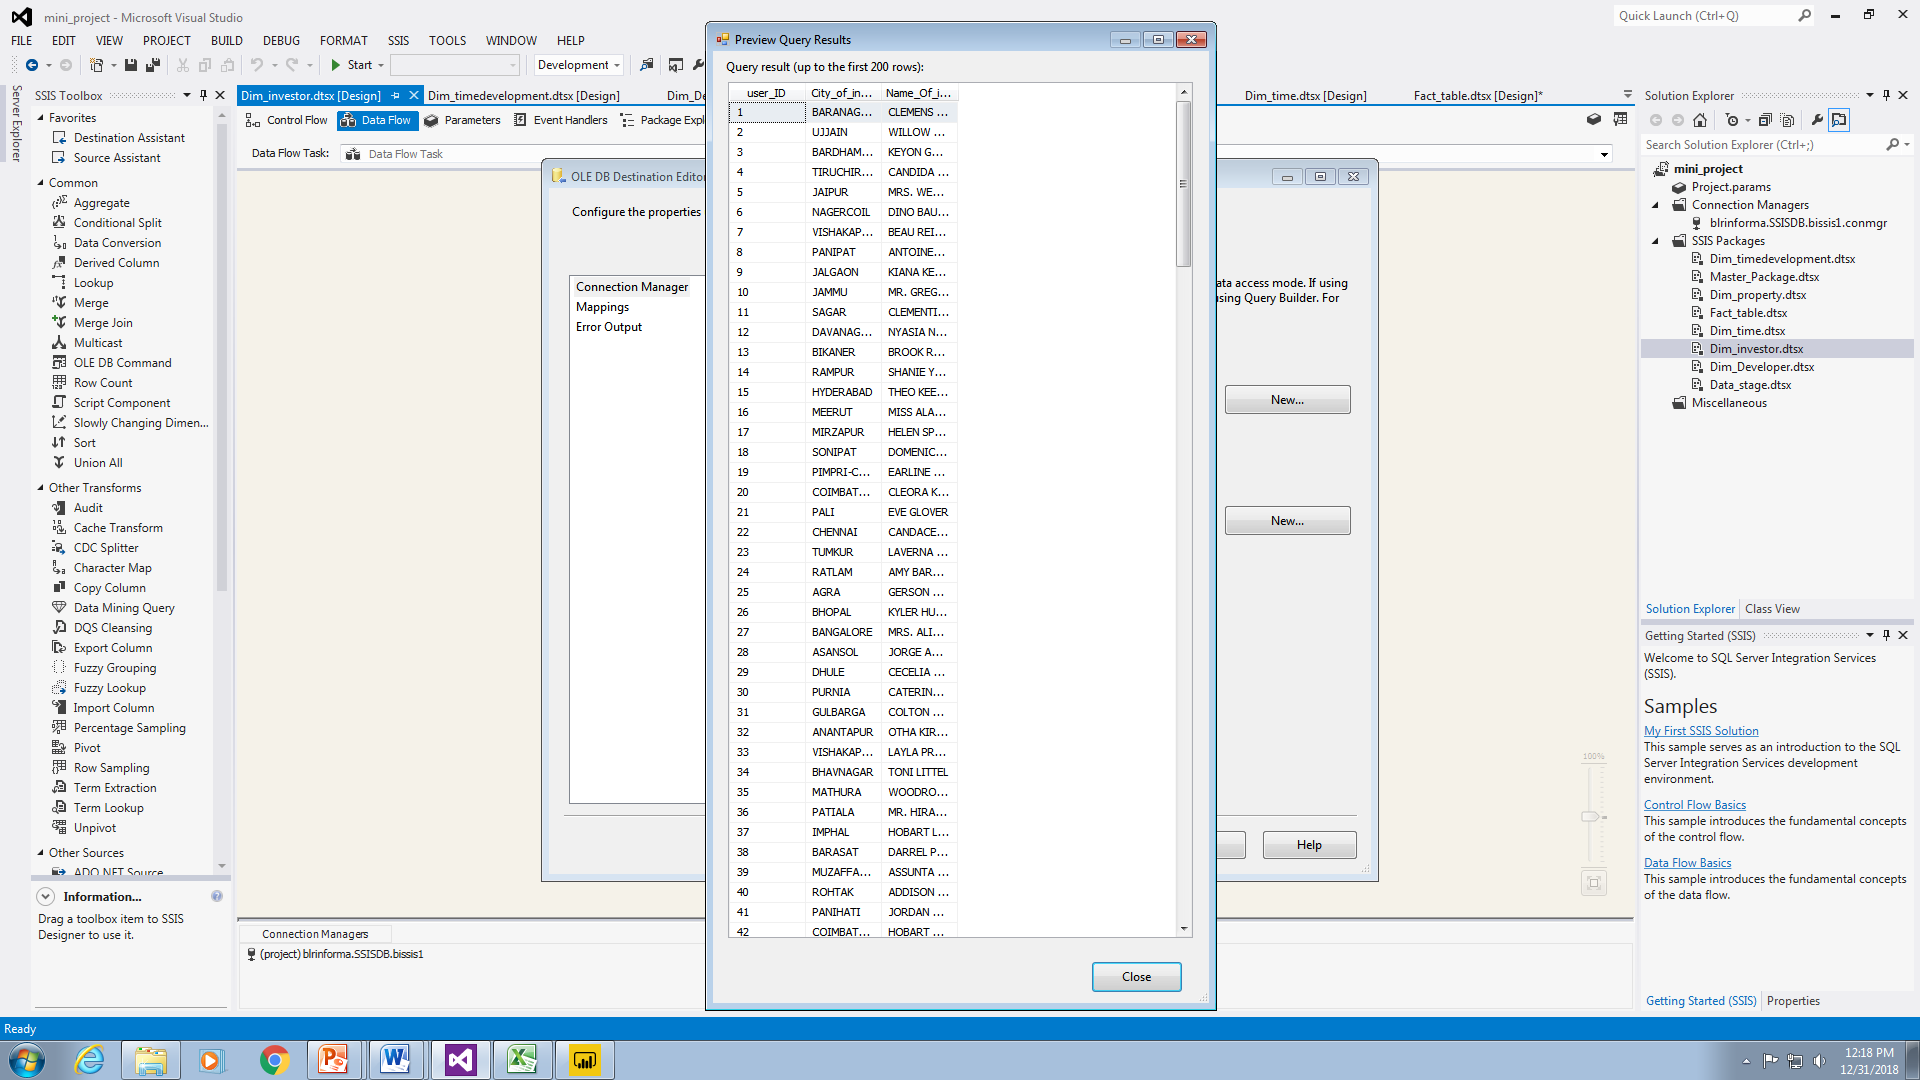 mini_project - Microsoft Visual Studio
Quick Launch (Ctrl+Q)
FILE EDIT VIEW PROJECT BUILD DEBUG FORMAT SSIS TOOLS WINDOW HELP
Start Development
Server Explorer
SSIS Toolbox
Favorites
Destination Assistant
Source Assistant
Common
Aggregate
Conditional Split
Data Conversion
Derived Column
Lookup
Merge
Merge Join
Multicast
OLE DB Command
Row Count
Script Component
Slowly Changing Dimen...
Sort
Union All
Other Transforms
Audit
Cache Transform
CDC Splitter
Character Map
Copy Column
Data Mining Query
DQS Cleansing
Export Column
Fuzzy Grouping
Fuzzy Lookup
Import Column
Percentage Sampling
Pivot
Row Sampling
Term Extraction
Term Lookup
Unpivot
Other Sources
ADO NET Source
Information...
Drag a toolbox item to SSIS
Designer to use it.
Dim_investor.dtsx [Design] Dim_timedevelopment.dtsx [Design] Dim_De Dim_time.dtsx [Design] Fact_table.dtsx [Design]*
Control Flow Data Flow Parameters Event Handlers Package Expl
Data Flow Task: Data Flow Task
OLE DB Destination Editor
Configure the properties
Connection Manager
Mappings
Error Output
ata access mode. If using
using Query Builder. For
New...
New...
Help
100%
Connection Managers
(project) blrinforma.SSISDB.bissis1
Preview Query Results
Query result (up to the first 200 rows):
user_ID City_of_in... Name_Of_i...
1 BARANAG... CLEMENS ...
2 UJJAIN WILLOW ...
3 BARDHAM... KEYON G...
4 TIRUCHIR... CANDIDA ...
5 JAIPUR MRS. WE...
6 NAGERCOIL DINO BAU...
7 VISHAKAP... BEAU REI...
8 PANIPAT ANTOINE...
9 JALGAON KIANA KE...
10 JAMMU MR. GREG...
11 SAGAR CLEMENTI...
12 DAVANAG... NYASIA N...
13 BIKANER BROOK R...
14 RAMPUR SHANIE Y...
15 HYDERABAD THEO KEE...
16 MEERUT MISS ALA...
17 MIRZAPUR HELEN SP...
18 SONIPAT DOMENIC...
19 PIMPRI-C... EARLINE ...
20 COIMBAT... CLEORA K...
21 PALI EVE GLOVER
22 CHENNAI CANDACE...
23 TUMKUR LAVERNA ...
24 RATLAM AMY BAR...
25 AGRA GERSON ...
26 BHOPAL KYLER HU...
27 BANGALORE MRS. ALI...
28 ASANSOL JORGE A...
29 DHULE CECELIA ...
30 PURNIA CATERIN...
31 GULBARGA COLTON ...
32 ANANTAPUR OTHA KIR...
33 VISHAKAP... LAYLA PR...
34 BHAVNAGAR TONI LITTEL
35 MATHURA WOODRO...
36 PATIALA MR. HIRA...
37 IMPHAL HOBART L...
38 BARASAT DARREL P...
39 MUZAFFA... ASSUNTA ...
40 ROHTAK ADDISON ...
41 PANIHATI JORDAN ...
42 COIMBAT... HOBART ...
Close
Solution Explorer
Search Solution Explorer (Ctrl+;)
mini_project
Project.params
Connection Managers
blrinforma.SSISDB.bissis1.conmgr
SSIS Packages
Dim_timedevelopment.dtsx
Master_Package.dtsx
Dim_property.dtsx
Fact_table.dtsx
Dim_time.dtsx
Dim_investor.dtsx
Dim_Developer.dtsx
Data_stage.dtsx
Miscellaneous
Solution Explorer Class View
Getting Started (SSIS)
Welcome to SQL Server Integration Services
(SSIS).
Samples
My First SSIS Solution
This sample serves as an introduction to the SQL
Server Integration Services development
environment.
Control Flow Basics
This sample introduces the fundamental concepts
of the control flow.
Data Flow Basics
This sample introduces the fundamental concepts
of the data flow.
Getting Started (SSIS) Properties
Ready
12:18 PM
12/31/2018